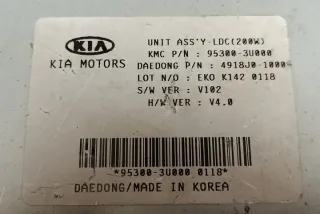 KIA
KIA MOTORS
UNIT ASS'Y-LDC(200W)
KMC P/N : 95300-3U000
DAEDONG P/N : 4918J0-1000
LOT N/O : EKO K142 0118
S/W VER : V102
H/W VER : V4.0
*95300-3U000 0118*
DAEDONG/MADE IN KOREA